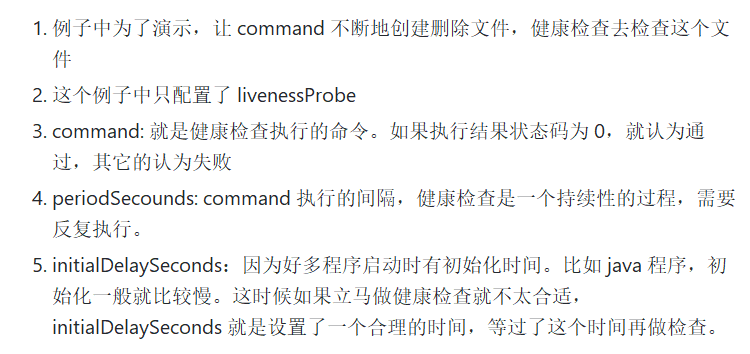 1. 例子中为了演示，让 command 不断地创建删除文件，健康检查去检查这个文
件
2. 这个例子中只配置了 livenessProbe
3. command: 就是健康检查执行的命令。如果执行结果状态码为 0，就认为通
过，其它的认为失败
4. periodSecounds: command 执行的间隔，健康检查是一个持续性的过程，需要
反复执行。
5. initialDelaySeconds：因为好多程序启动时有初始化时间。比如 java 程序，初
始化一般就比较慢。这时候如果立马做健康检查就不太合适，
initialDelaySeconds 就是设置了一个合理的时间，等过了这个时间再做检查。